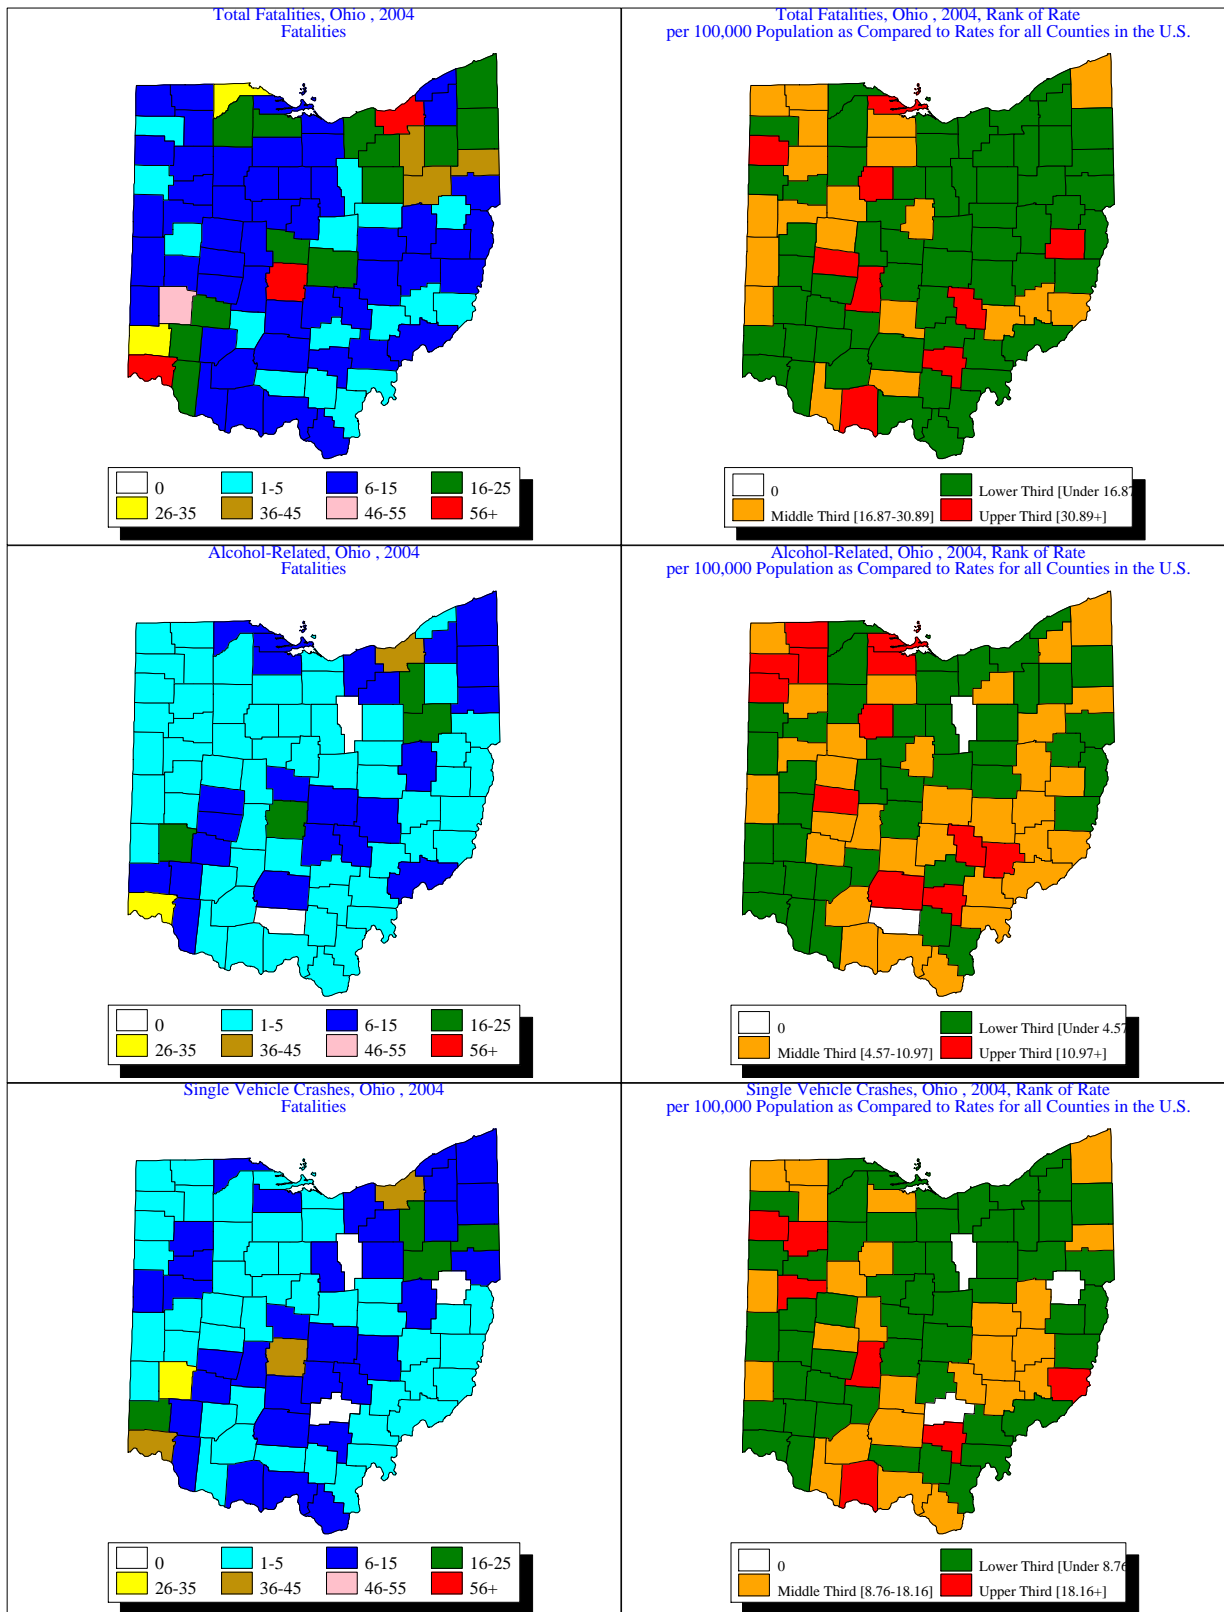 Total Fatalities, Ohio , 2004
Fatalities
0
1-5
6-15
16-25
26-35
36-45
46-55
56+
Total Fatalities, Ohio , 2004, Rank of Rate
per 100,000 Population as Compared to Rates for all Counties in the U.S.
0
Lower Third [Under 16.87
Middle Third [16.87-30.89]
Upper Third [30.89+]
Alcohol-Related, Ohio , 2004
Fatalities
0
1-5
6-15
16-25
26-35
36-45
46-55
56+
Alcohol-Related, Ohio , 2004, Rank of Rate
per 100,000 Population as Compared to Rates for all Counties in the U.S.
0
Lower Third [Under 4.57
Middle Third [4.57-10.97]
Upper Third [10.97+]
Single Vehicle Crashes, Ohio , 2004
Fatalities
0
1-5
6-15
16-25
26-35
36-45
46-55
56+
Single Vehicle Crashes, Ohio , 2004, Rank of Rate
per 100,000 Population as Compared to Rates for all Counties in the U.S.
0
Lower Third [Under 8.76
Middle Third [8.76-18.16]
Upper Third [18.16+]